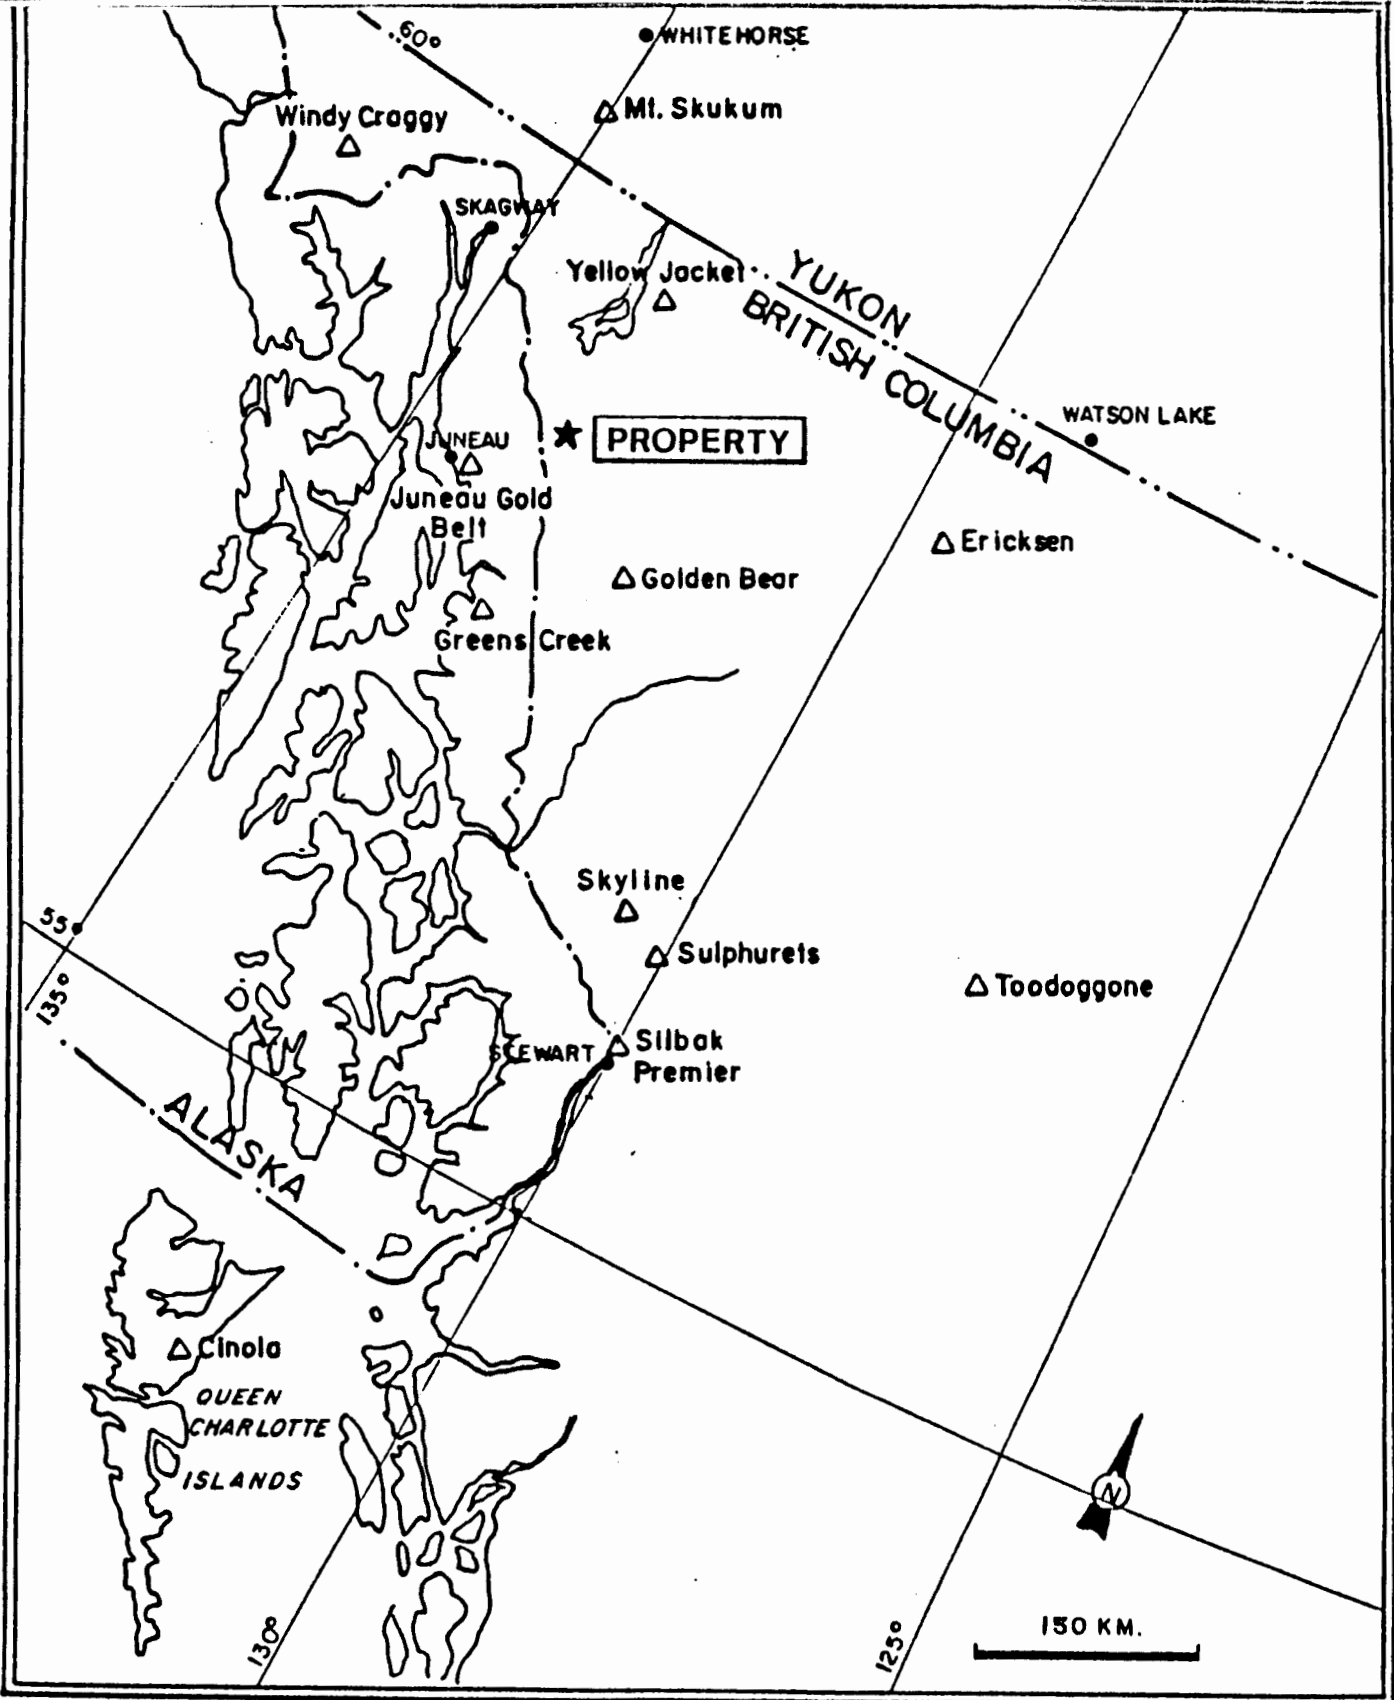 60°
WHITEHORSE
Mt. Skukum
Windy Craggy
SKAGWAY
Yellow Jacket
YUKON
BRITISH COLUMBIA
WATSON LAKE
PROPERTY
JUNEAU
Juneau Gold
Belt
Ericksen
Golden Bear
Greens Creek
Skyline
55°
Sulphurets
Toodoggone
135°
STEWART
Silbak
Premier
ALASKA
Cinola
QUEEN
CHARLOTTE
ISLANDS
N
130°
125°
150 KM.